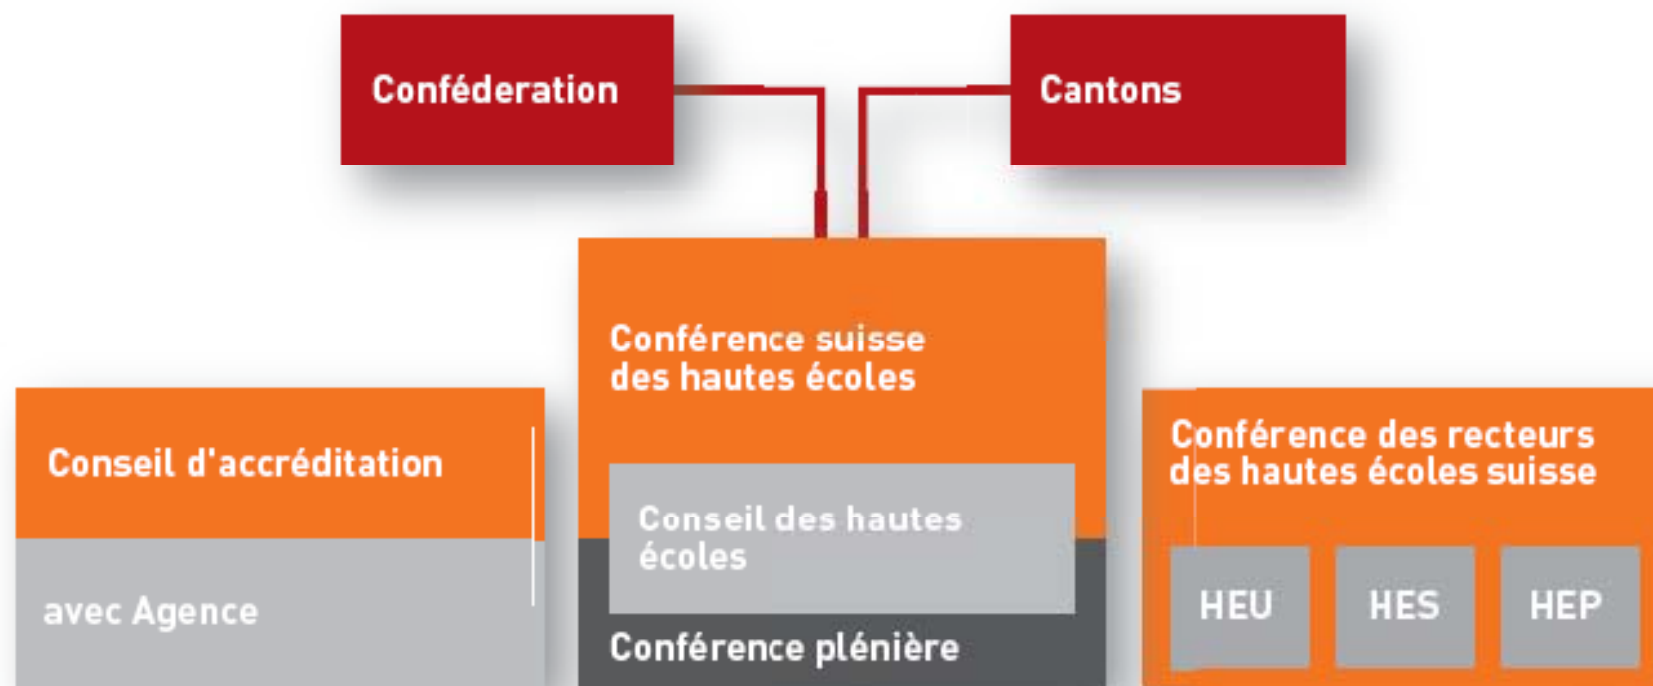 Conféderation
Cantons
Conférence suisse
des hautes écoles
Conseil d'accréditation
Conférence des recteurs
des hautes écoles suisse
Conseil des hautes
écoles
avec Agence
HEU
HES
HEP
Conférence plénière